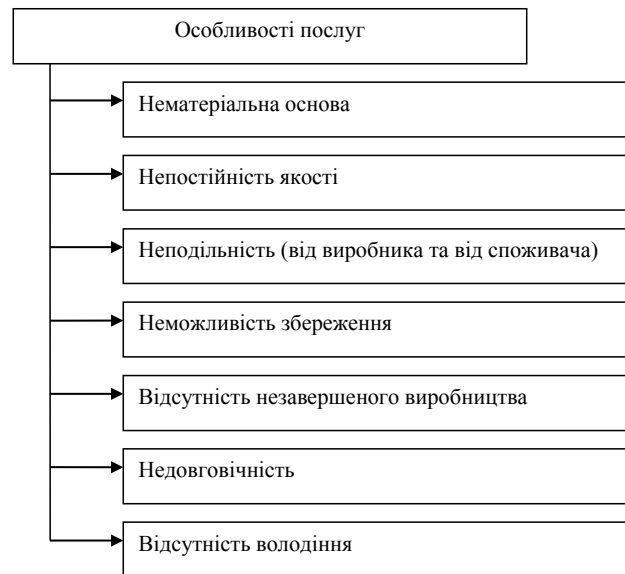 Особливості послуг
Нематеріальна основа
Непостійність якості
Неподільність (від виробника та від споживача)
Неможливість збереження
Відсутність незавершеного виробництва
Недовговічність
Відсутність володіння